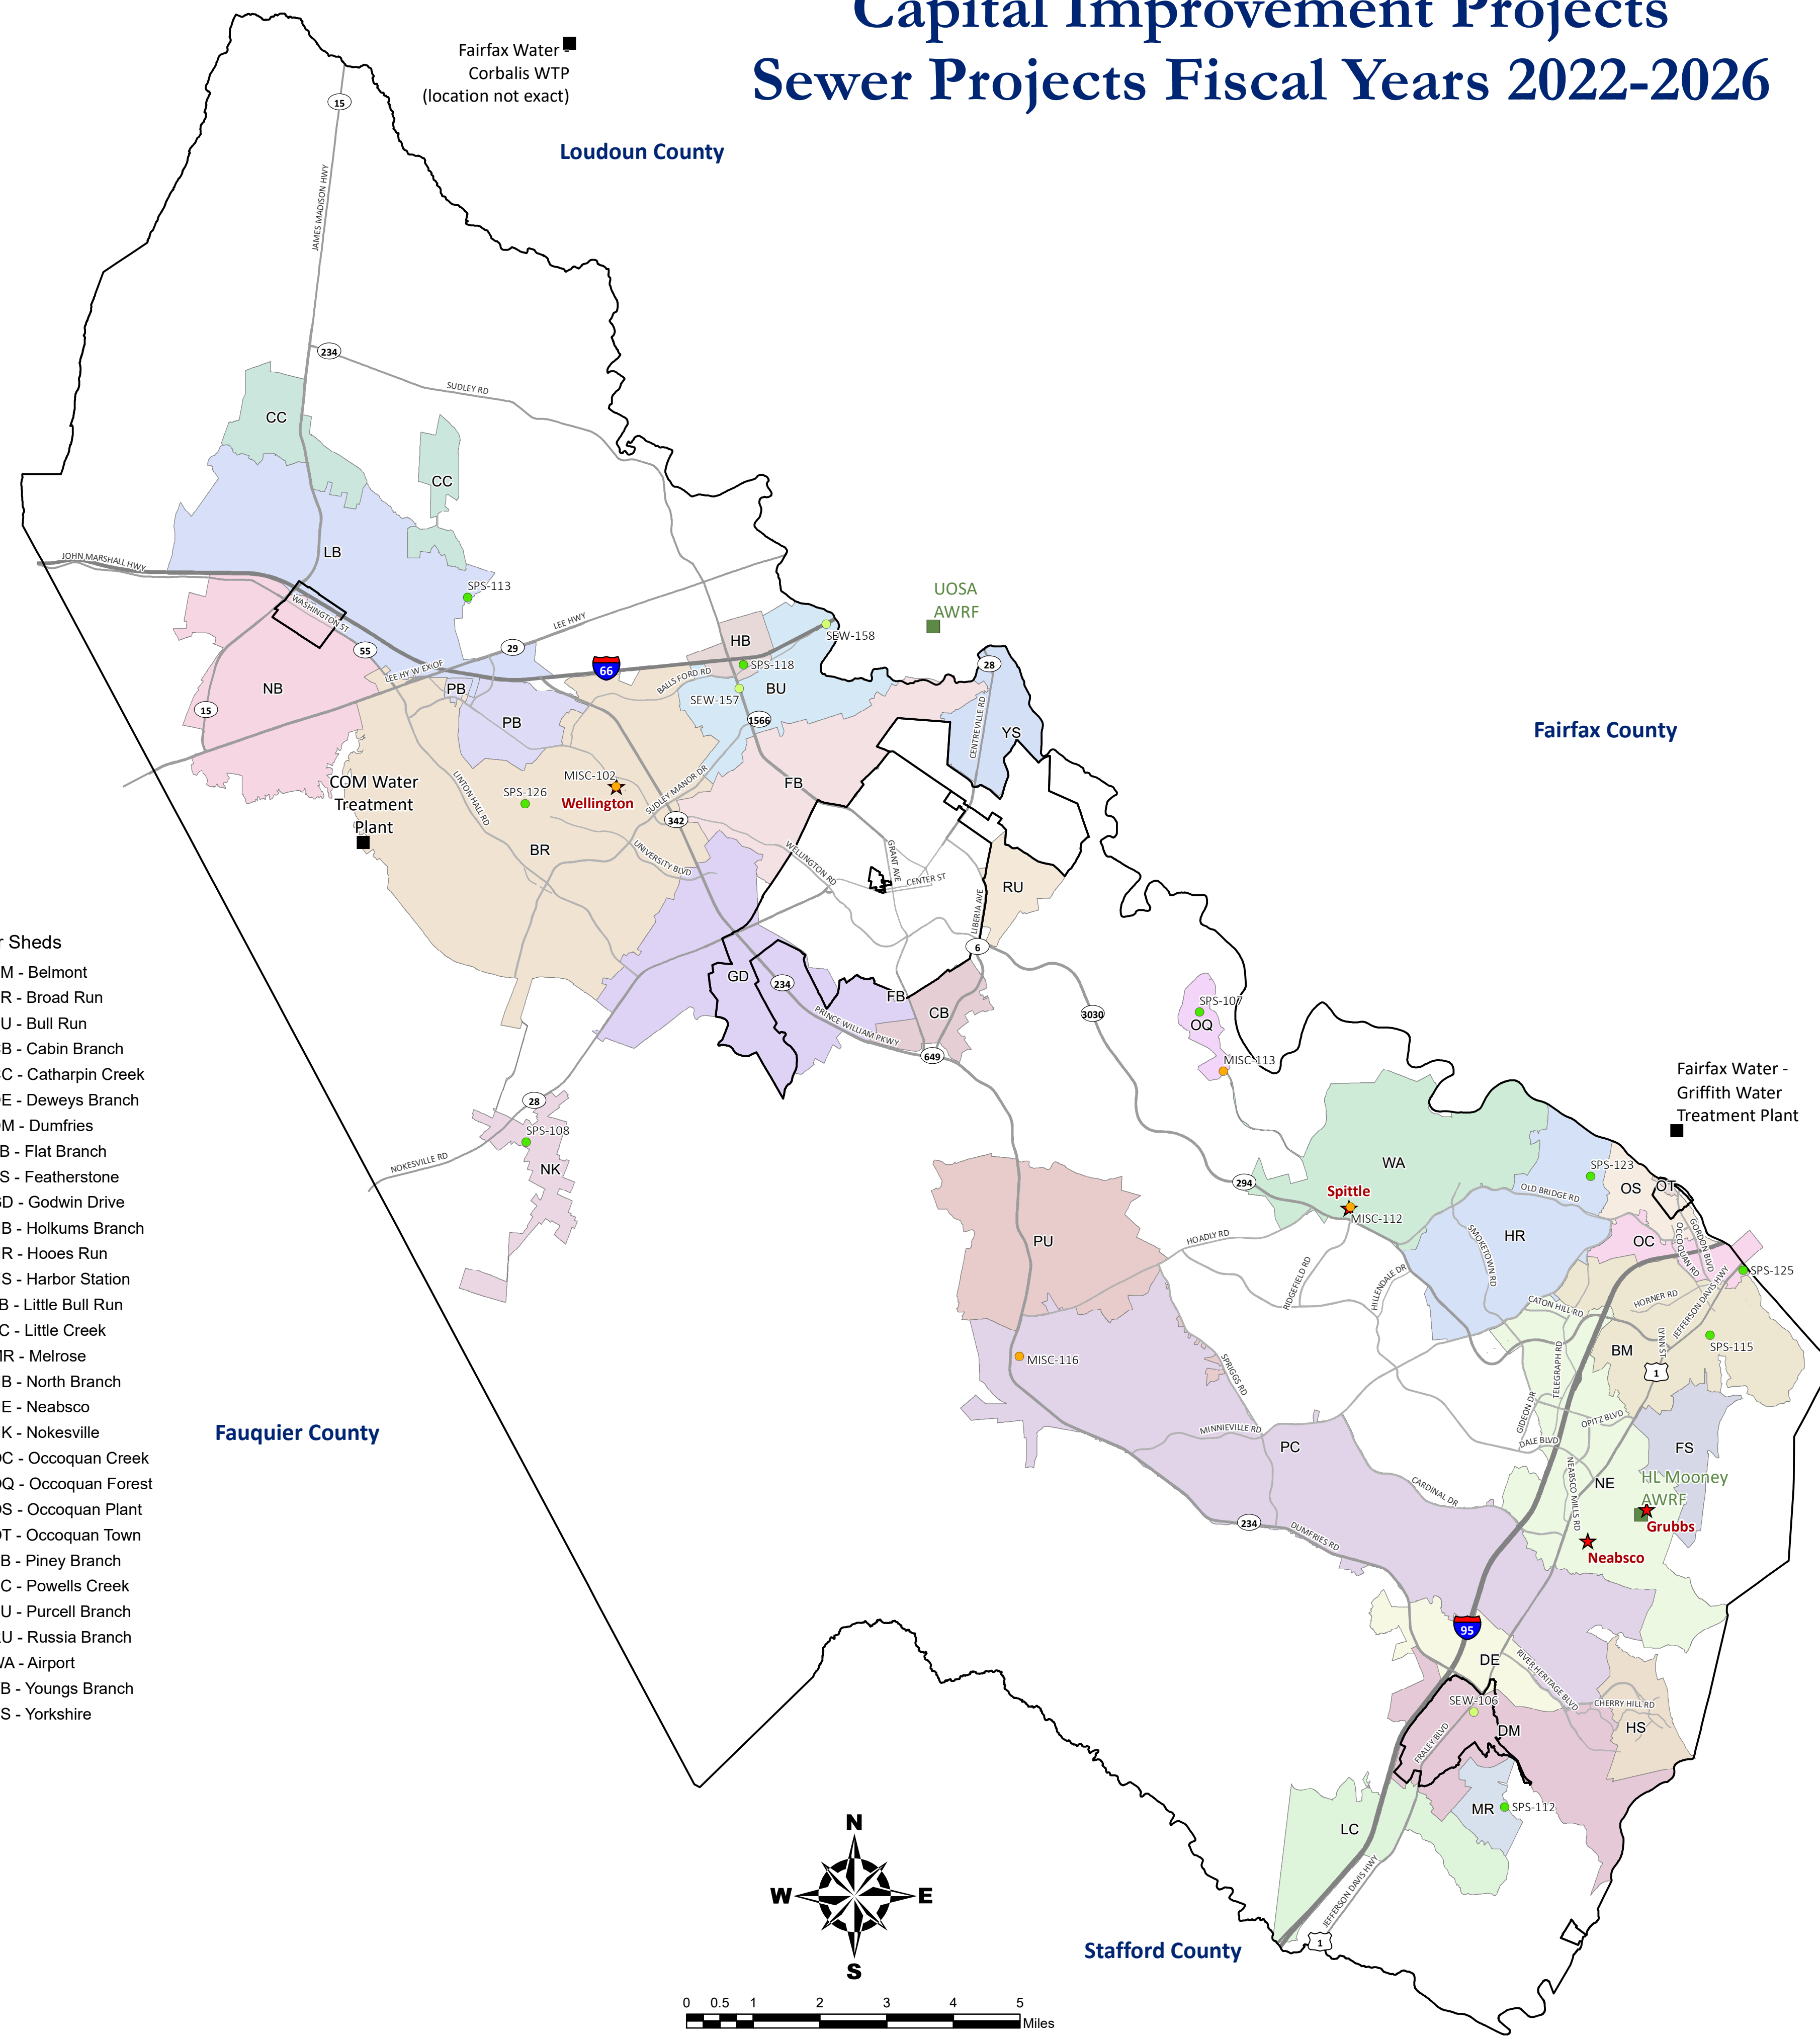 Capital Improvement Projects
Sewer Projects Fiscal Years 2022-2026
Fairfax Water -
Corbalis WTP
(location not exact)
Loudoun County
15
JAMES MADISON HWY
234
SUDLEY RD
CC
CC
LB
JOHN MARSHALL HWY
SPS-113
WASHINGTON ST
UOSA
AWRF
LEE HWY
SEW-158
HB
55
29
28
66
SPS-118
LEE HY W EX OF
BALLS FORD RD
NB
PB
BU
SEW-157
15
1566
CENTREVILLE RD
PB
YS
Fairfax County
COM Water
Treatment
Plant
LINTON HALL RD
MISC-102
SPS-126
Wellington
SUDLEY MANOR DR
FB
342
BR
UNIVERSITY BLVD
WELLINGTON RD
GRANT AVE
CENTER ST
RU
LIBERIA AVE
6
r Sheds
M - Belmont
R - Broad Run
U - Bull Run
B - Cabin Branch
C - Catharpin Creek
E - Deweys Branch
M - Dumfries
B - Flat Branch
S - Featherstone
D - Godwin Drive
B - Holkums Branch
R - Hooes Run
S - Harbor Station
B - Little Bull Run
C - Little Creek
MR - Melrose
B - North Branch
E - Neabsco
K - Nokesville
OC - Occoquan Creek
OQ - Occoquan Forest
OS - Occoquan Plant
OT - Occoquan Town
B - Piney Branch
C - Powells Creek
U - Purcell Branch
U - Russia Branch
WA - Airport
B - Youngs Branch
S - Yorkshire
GD
234
FB
CB
PRINCE WILLIAM PKWY
649
3030
SPS-107
OQ
MISC-113
Fairfax Water -
Griffith Water
Treatment Plant
28
SPS-108
NOKESVILLE RD
NK
WA
294
Spittle
MISC-112
SPS-123
OLD BRIDGE RD
OS
OT
PU
HOADLY RD
RIDGEFIELD RD
HILLENDALE DR
SMOKETOWN RD
HR
OC
OCCOQUAN RD
GORDON BLVD
SPS-125
CATON HILL RD
HORNER RD
JEFFERSON DAVIS HWY
MISC-116
SPRIGGS RD
TELEGRAPH RD
BM
LYNN ST
SPS-115
1
Fauquier County
MINNIEVILLE RD
PC
GIDEON DR
OPITZ BLVD
DALE BLVD
FS
CARDINAL DR
NEABSCO MILLS RD
NE
HL Mooney
AWRF
Grubbs
Neabsco
234
DUMFRIES RD
95
DE
RIVER HERITAGE BLVD
CHERRY HILL RD
SEW-106
DM
HS
FRALEY BLVD
MR
SPS-112
LC
JEFFERSON DAVIS HWY
1
Stafford County
N
W
E
S
0 0.5 1 2 3 4 5
Miles